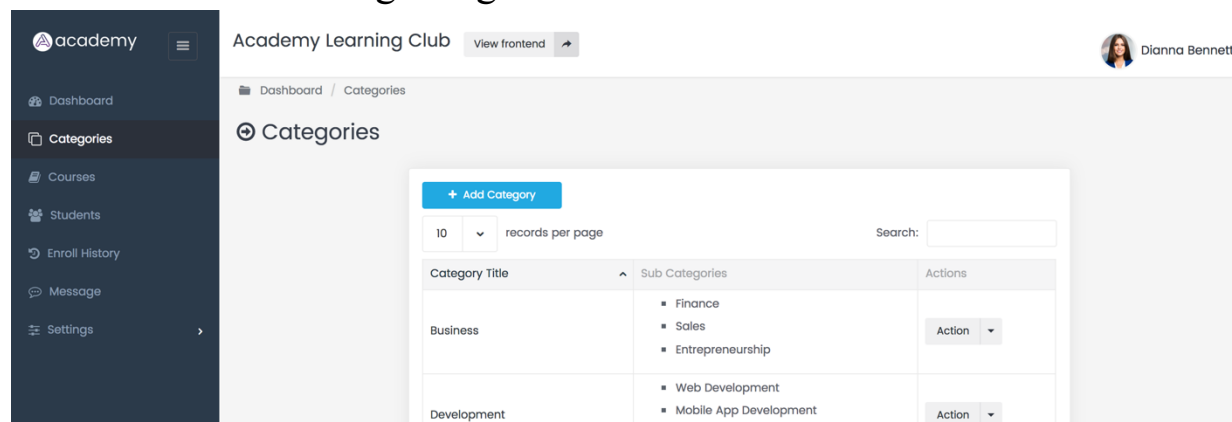 academy
Academy Learning Club
View frontend
Dianna Bennett
Dashboard / Categories
Dashboard
Categories
Courses
Students
Enroll History
Message
Settings
Categories
+ Add Category
10 records per page
Search:
Category Title Sub Categories Actions
Business
Finance
Sales
Entrepreneurship
Action
Development
Web Development
Mobile App Development
Action